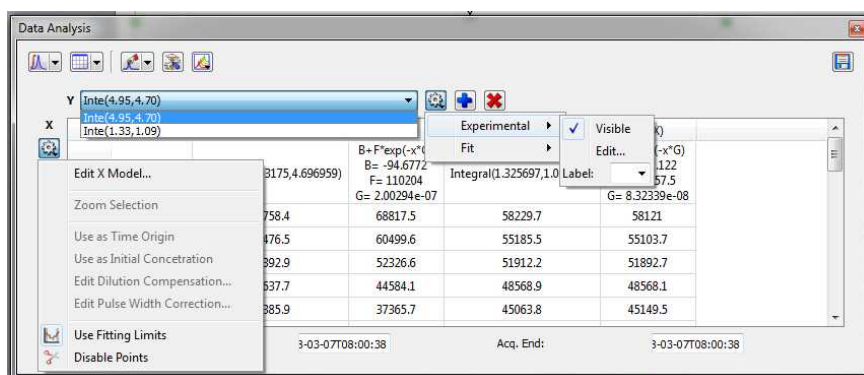 Data Analysis
Y Inte(4.95,4.70)
Inte(4.95,4.70)
Inte(1.33,1.09)
X
Experimental
Fit
Visible
Edit...
Label:
Edit X Model...
Zoom Selection
Use as Time Origin
Use as Initial Concetration
Edit Dilution Compensation...
Edit Pulse Width Correction...
Use Fitting Limits
Disable Points
3175,4.696959)
B+F*exp(-x*
B= -94.6772
F= 110204
G= 2.00294e-07
Integral(1.325697,1.0
(-x*G)
.122
57.5
G= 8.32339e-08
758.4 68817.5 58229.7 58121
476.5 60499.6 55185.5 55103.7
392.9 52326.6 51912.2 51892.7
637.7 44584.1 48568.9 48568.1
385.9 37365.7 45063.8 45149.5
3-03-07T08:00:38 Acq. End: 3-03-07T08:00:38